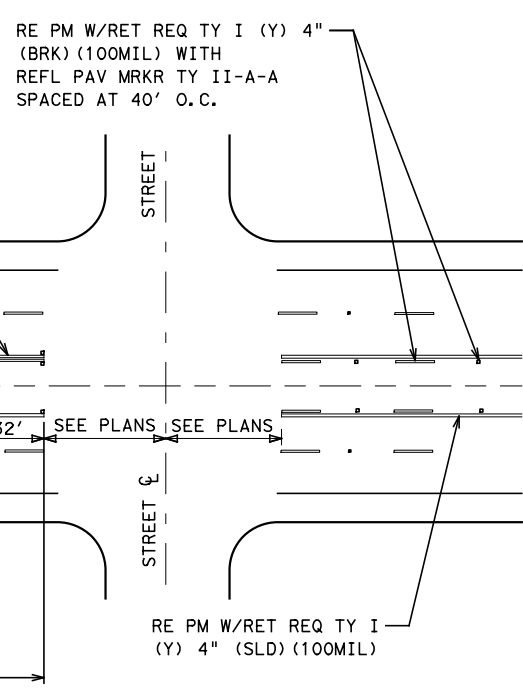 RE PM W/RET REQ TY I (Y) 4"
(BRK)(100MIL) WITH
REFL PAV MRKR TY II-A-A
SPACED AT 40' O.C.
STREET
32'
SEE PLANS
SEE PLANS
STREET ℄
RE PM W/RET REQ TY I
(Y) 4" (SLD)(100MIL)